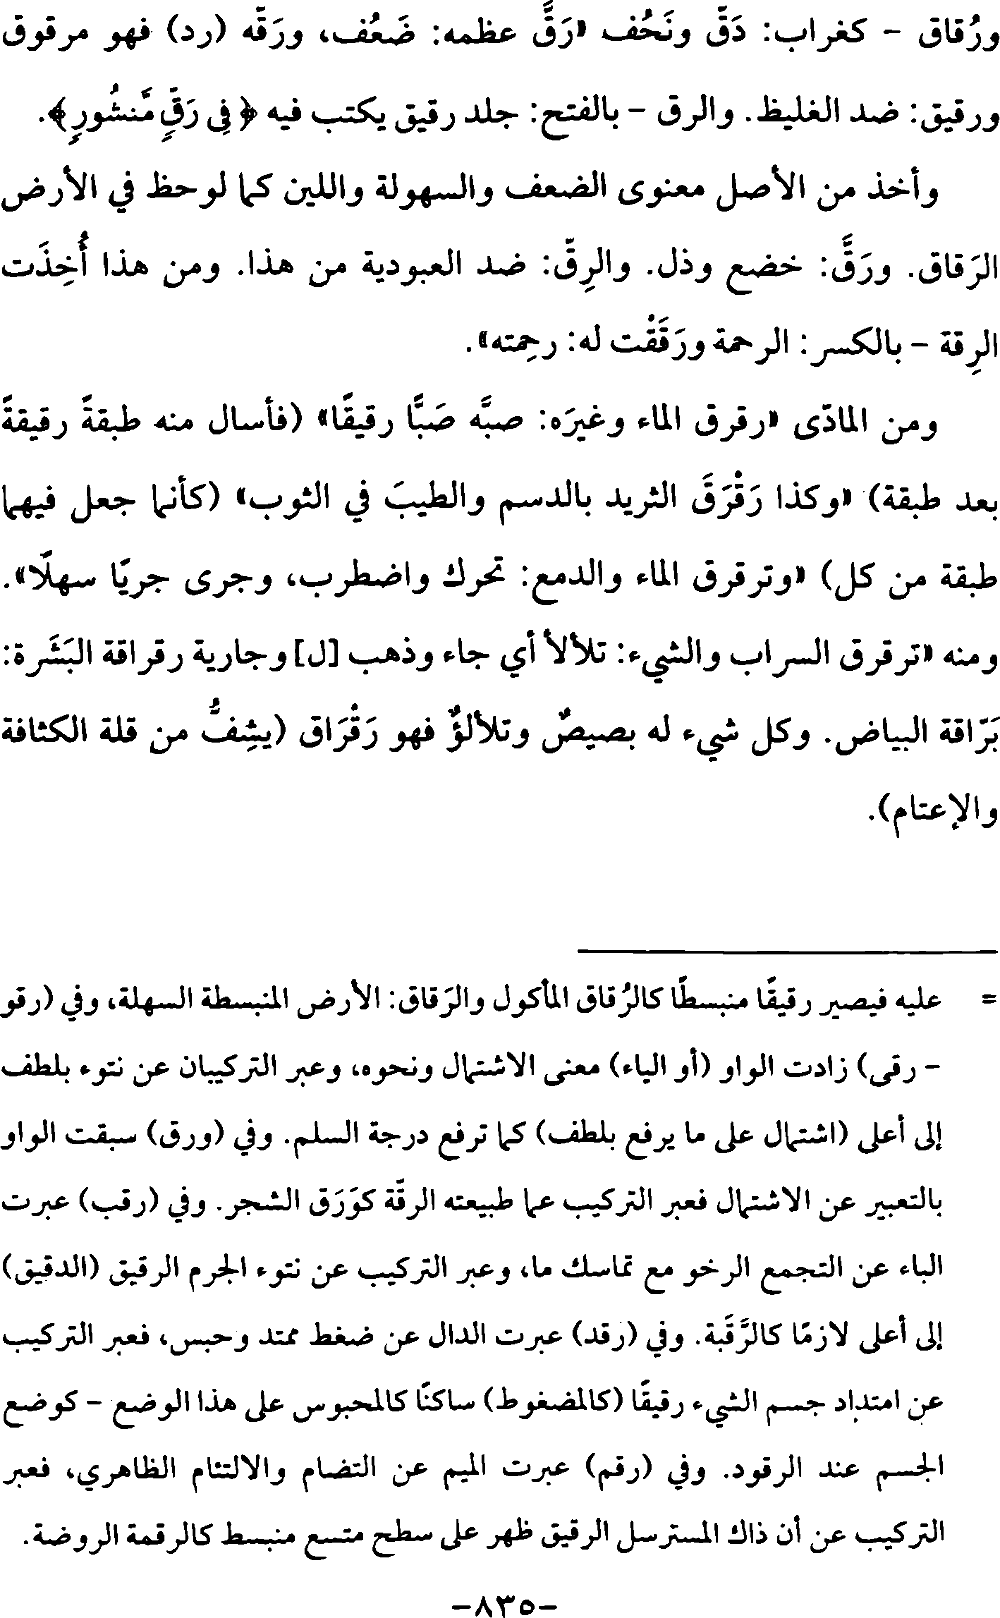 ورُقاق - كغراب: دَقّ ونَحُف «رَقَّ عظمه: ضَعُف، ورَقّه (رد) فهو مرقوق
ورقيق: ضد الغليظ. والرق - بالفتح: جلد رقيق يكتب فيه ﴿ فِي رَقٍّ مَّنشُورٍ ﴾.
وأخذ من الأصل معنوى الضعف والسهولة واللين كما لوحظ في الأرض
الرَقاق. ورَقَّ: خضع وذل. والرِقّ: ضد العبودية من هذا. ومن هذا أُخِذَت
الرِقة - بالكسر: الرحمة ورَقَقْت له: رحِمته».
ومن المادّى «رقرق الماء وغيرَه: صبَّه صَبًّا رقيقًا» (فأسال منه طبقةً رقيقةً
بعد طبقة) «وكذا رَقْرَقَ الثريد بالدسم والطيبَ في الثوب» (كأنما جعل فيهما
طبقة من كل) «وترقرق الماء والدمع: تحرك واضطرب، وجرى جريًا سهلًا».
ومنه «ترقرق السراب والشيء: تلألأ أي جاء وذهب [ل] وجارية رقراقة البَشَرة:
بَرّاقة البياض. وكل شيء له بصيصٌ وتلألؤٌ فهو رَقْرَاق (يشِفُّ من قلة الكثافة
والإعتام).
= عليه فيصير رقيقًا منبسطًا كالرُقاق المأكول والرَقاق: الأرض المنبسطة السهلة، وفي (رقو
- رقى) زادت الواو (أو الياء) معنى الاشتمال ونحوه، وعبر التركيبان عن نتوء بلطف
إلى أعلى (اشتمال على ما يرفع بلطف) كما ترفع درجة السلم. وفي (ورق) سبقت الواو
بالتعبير عن الاشتمال فعبر التركيب عما طبيعته الرقّة كوَرَق الشجر. وفي (رقب) عبرت
الباء عن التجمع الرخو مع تماسك ما، وعبر التركيب عن نتوء الجرم الرقيق (الدقيق)
إلى أعلى لازمًا كالرَّقَبة. وفي (رقد) عبرت الدال عن ضغط ممتد وحبس، فعبر التركيب
عن امتداد جسم الشيء رقيقًا (كالمضغوط) ساكنًا كالمحبوس على هذا الوضع - كوضع
الجسم عند الرقود. وفي (رقم) عبرت الميم عن التضام والالتئام الظاهري، فعبر
التركيب عن أن ذاك المسترسل الرقيق ظهر على سطح متسع منبسط كالرقمة الروضة.
-٨٣٥-